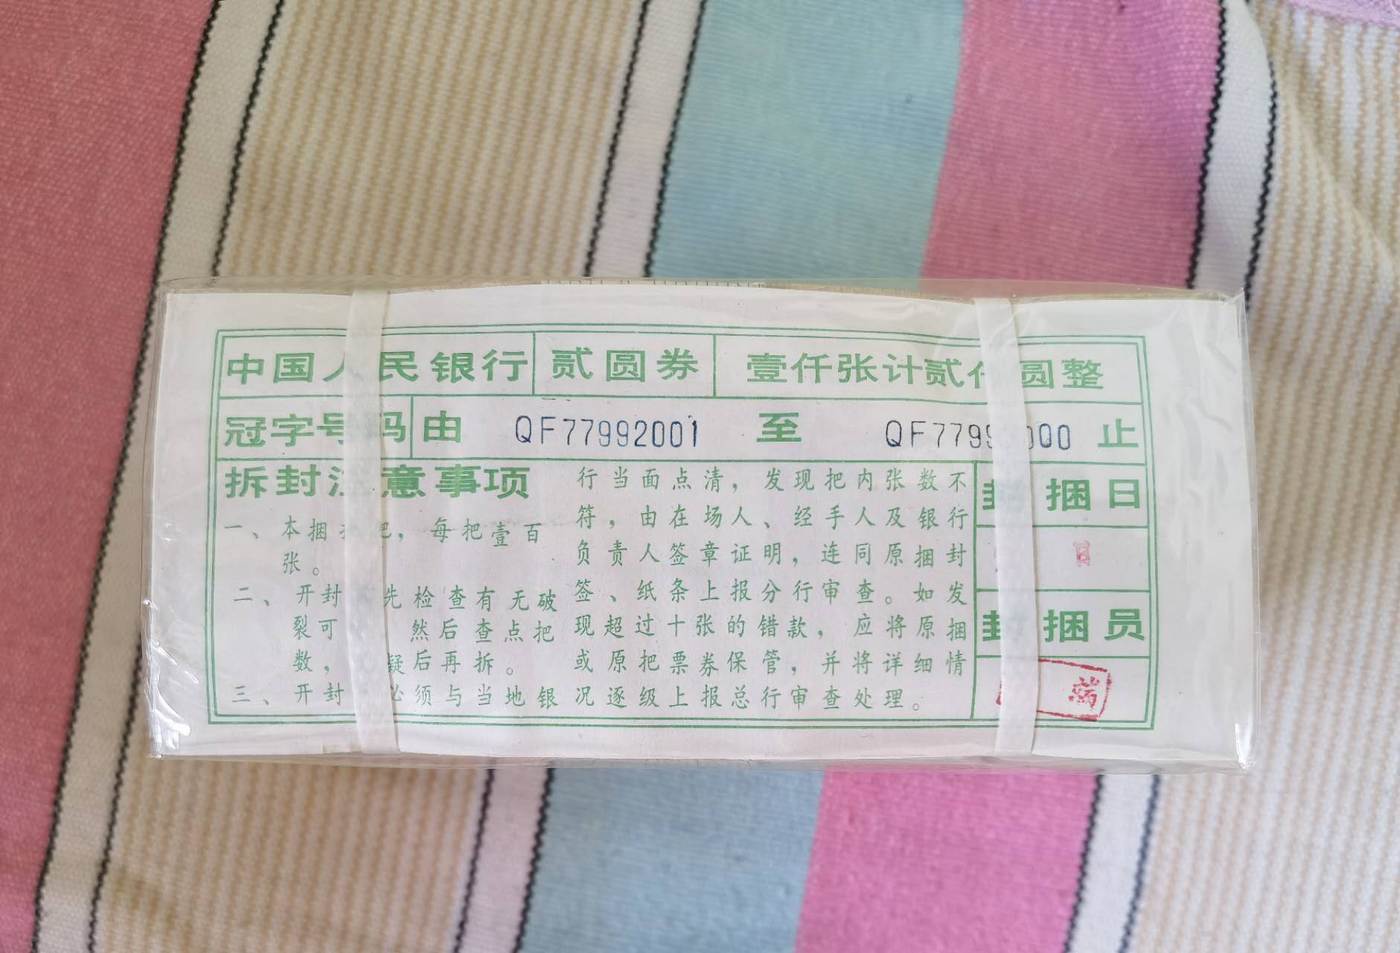 中国人民银行 贰圆券 壹仟张计贰仟圆整
冠字号码 由 QF77992001 至 QF7799 000 止
拆封注意事项
一、本捆 把，每把壹百
张。
二、开封 先检查有无破
裂可 然后查点把
数， 疑后再拆。
三、开封 必须与当地银
行当面点清，发现把内张数不
符，由在场人、经手人及银行
负责人签章证明，连同原捆封
签、纸条上报分行审查。如发
现超过十张的错款，应将原捆
或原把票券保管，并将详细情
况逐级上报总行审查处理。
封捆日
封捆员